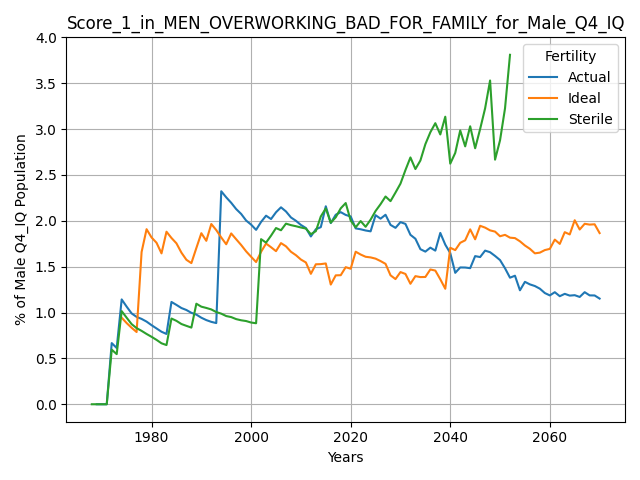 Score_1_in_MEN_OVERWORKING_BAD_FOR_FAMILY_for_Male_Q4_IQ
% of Male Q4_IQ Population
4.0
3.5
3.0
2.5
2.0
1.5
1.0
0.5
0.0
Fertility
Actual
Ideal
Sterile
1980 2000 2020 2040 2060
Years